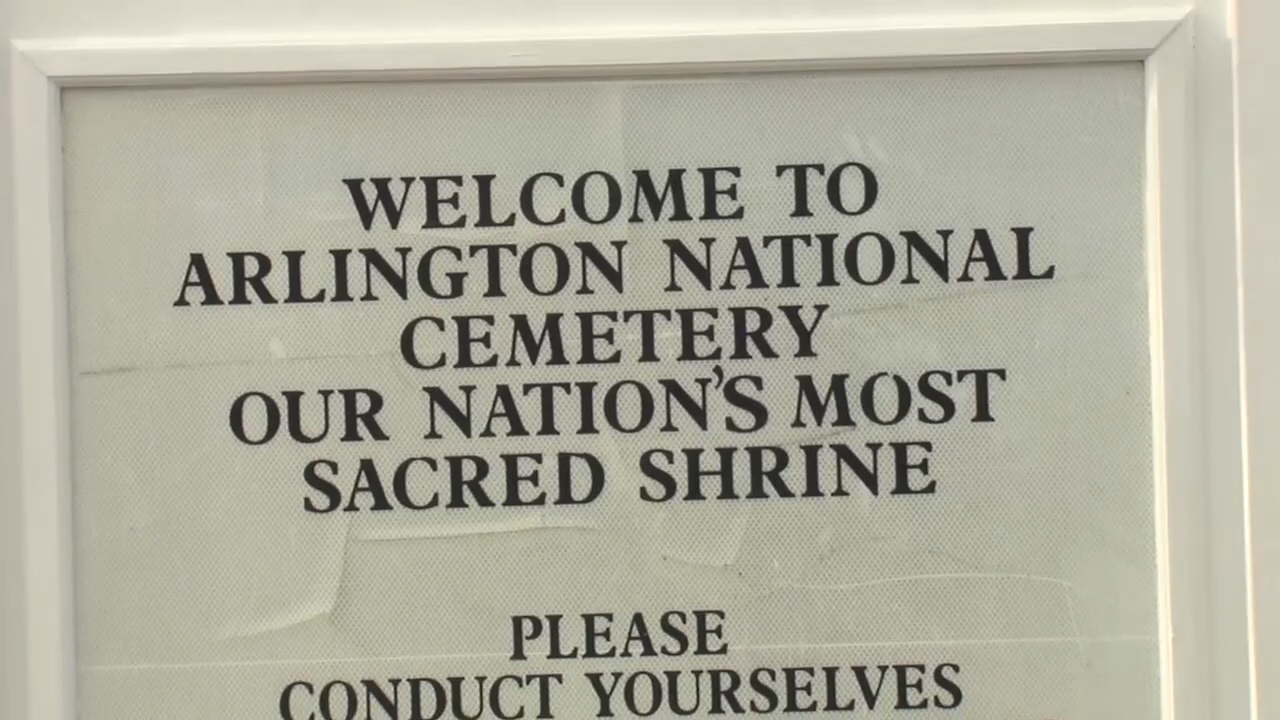 WELCOME TO
ARLINGTON NATIONAL
CEMETERY
OUR NATION'S MOST
SACRED SHRINE
PLEASE
CONDUCT YOURSELVES